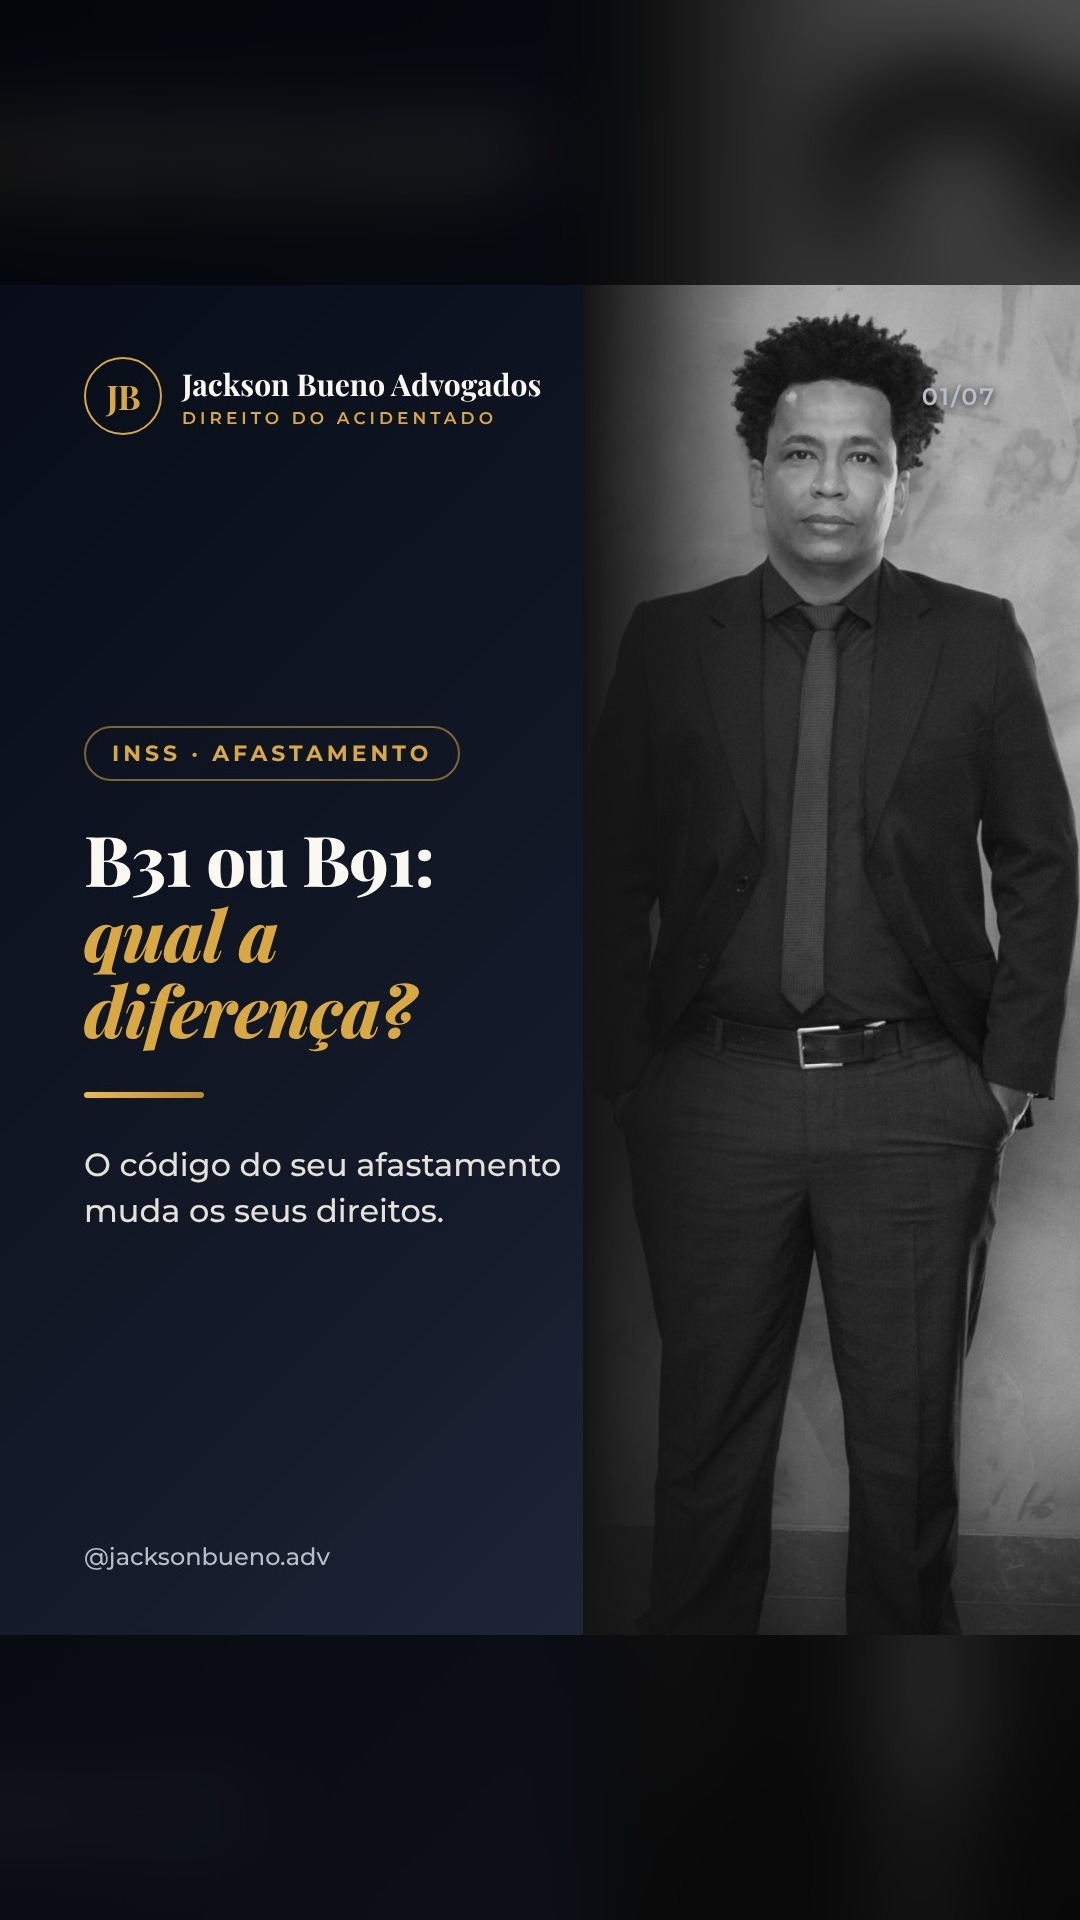 JB
Jackson Bueno Advogados
DIREITO DO ACIDENTADO
01/07
INSS · AFASTAMENTO
B31 ou B91:
qual a
diferença?
O código do seu afastamento
muda os seus direitos.
@jacksonbueno.adv